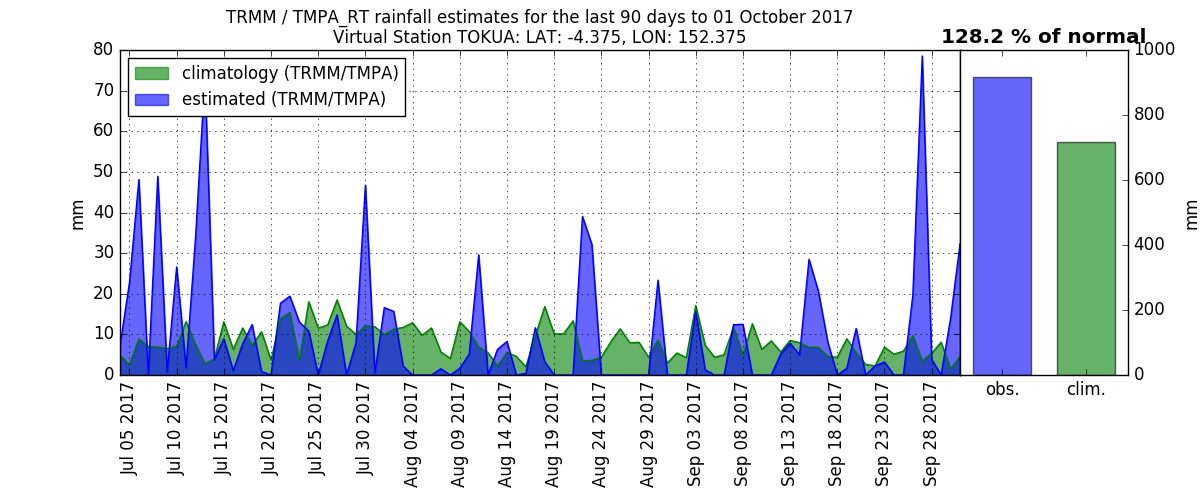 TRMM / TMPA_RT rainfall estimates for the last 90 days to 01 October 2017
Virtual Station TOKUA: LAT: -4.375, LON: 152.375
128.2 % of normal
climatology (TRMM/TMPA)
estimated (TRMM/TMPA)
mm
80
70
60
50
40
30
20
10
0
Jul 05 2017
Jul 10 2017
Jul 15 2017
Jul 20 2017
Jul 25 2017
Jul 30 2017
Aug 04 2017
Aug 09 2017
Aug 14 2017
Aug 19 2017
Aug 24 2017
Aug 29 2017
Sep 03 2017
Sep 08 2017
Sep 13 2017
Sep 18 2017
Sep 23 2017
Sep 28 2017
obs.
clim.
1000
800
600
400
200
0
mm